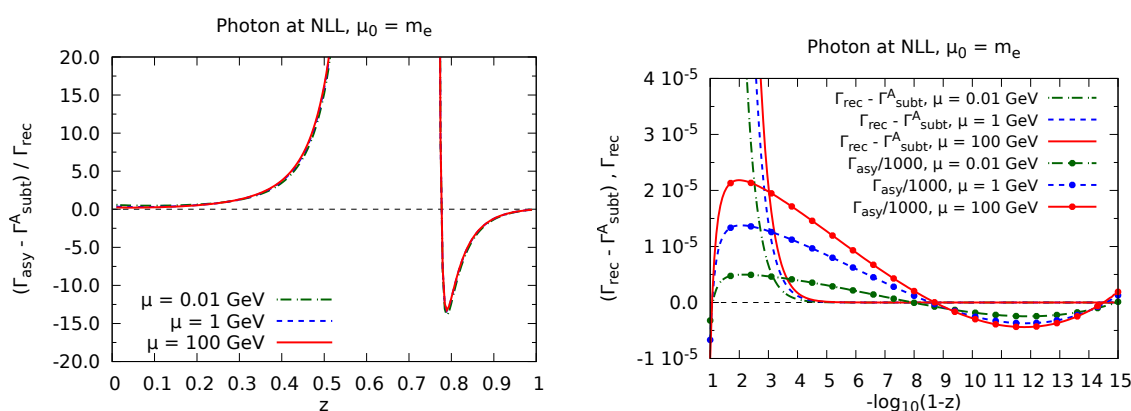 Photon at NLL, μ0 = me
(Γasy - ΓAsubt) / Γrec
20.0
15.0
10.0
5.0
0.0
-5.0
-10.0
-15.0
-20.0
μ = 0.01 GeV
μ = 1 GeV
μ = 100 GeV
0 0.1 0.2 0.3 0.4 0.5 0.6 0.7 0.8 0.9 1
z
Photon at NLL, μ0 = me
(Γrec - ΓAsubt) , Γrec
4 10-5
3 10-5
2 10-5
1 10-5
0.0
-1 10-5
Γrec - ΓAsubt, μ = 0.01 GeV
Γrec - ΓAsubt, μ = 1 GeV
Γrec - ΓAsubt, μ = 100 GeV
Γasy/1000, μ = 0.01 GeV
Γasy/1000, μ = 1 GeV
Γasy/1000, μ = 100 GeV
1 2 3 4 5 6 7 8 9 10 11 12 13 14 15
-log10(1-z)